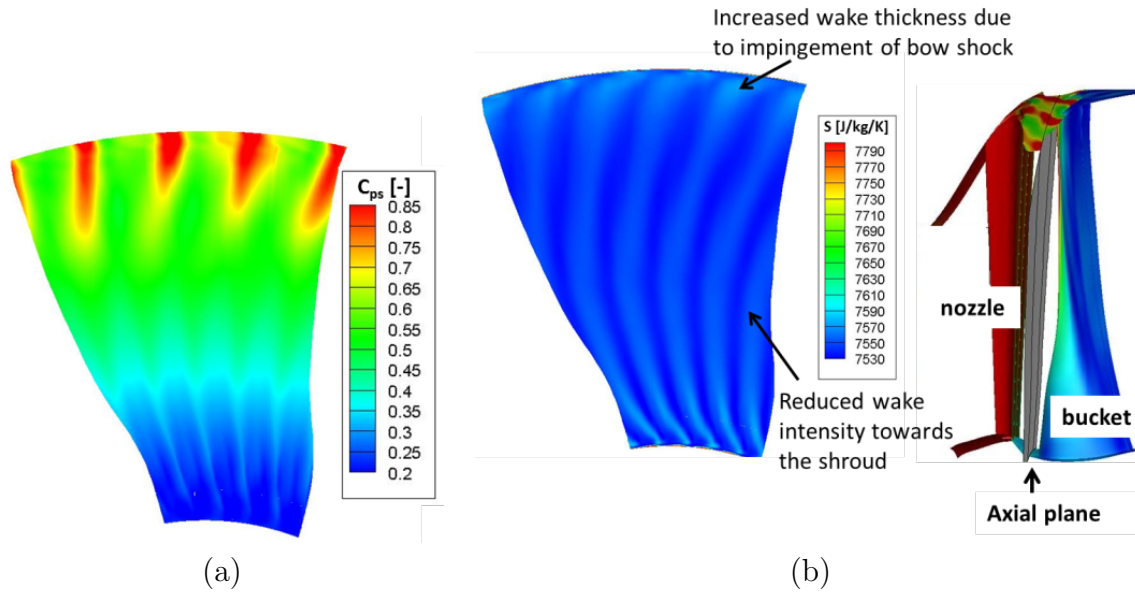 Increased wake thickness due
to impingement of bow shock
C_ps [-]
0.85
0.8
0.75
0.7
0.65
0.6
0.55
0.5
0.45
0.4
0.35
0.3
0.25
0.2
S [J/kg/K]
7790
7770
7750
7730
7710
7690
7670
7650
7630
7610
7590
7570
7550
7530
Reduced wake
intensity towards
the shroud
nozzle
bucket
Axial plane
(a)
(b)